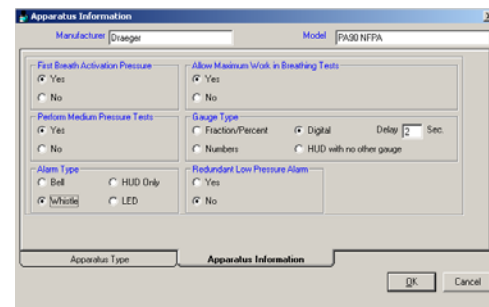 Apparatus Information
Manufacturer Draeger Model PA90 NFPA
First Breath Activation Pressure
Yes
No
Allow Maximum Work in Breathing Tests
Yes
No
Perform Medium Pressure Tests
Yes
No
Gauge Type
Fraction/Percent Digital Delay 2 Sec.
Numbers HUD with no other gauge
Alarm Type
Bell HUD Only
Whistle LED
Redundant Low Pressure Alarm
Yes
No
Apparatus Type Apparatus Information
OK Cancel